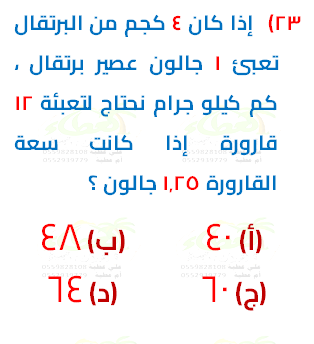 ٢٣) إذا كان ٤ كجم من البرتقال
تعبئ ١ جالون عصير برتقال ،
كم كيلو جرام نحتاج لتعبئة ١٢
قارورة إذا كانت سعة
القارورة ١,٢٥ جالون ؟
(أ) ٤٠ (ب) ٤٨
(ج) ٦٠ (د) ٦٤